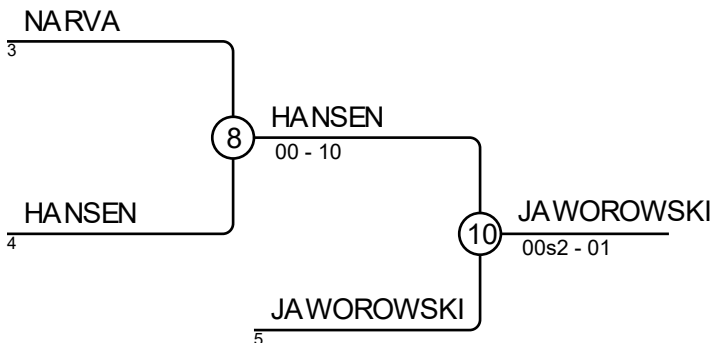 NARVA
3
8
HANSEN
00 - 10
HANSEN
4
10
JAWOROWSKI
00s2 - 01
JAWOROWSKI
5